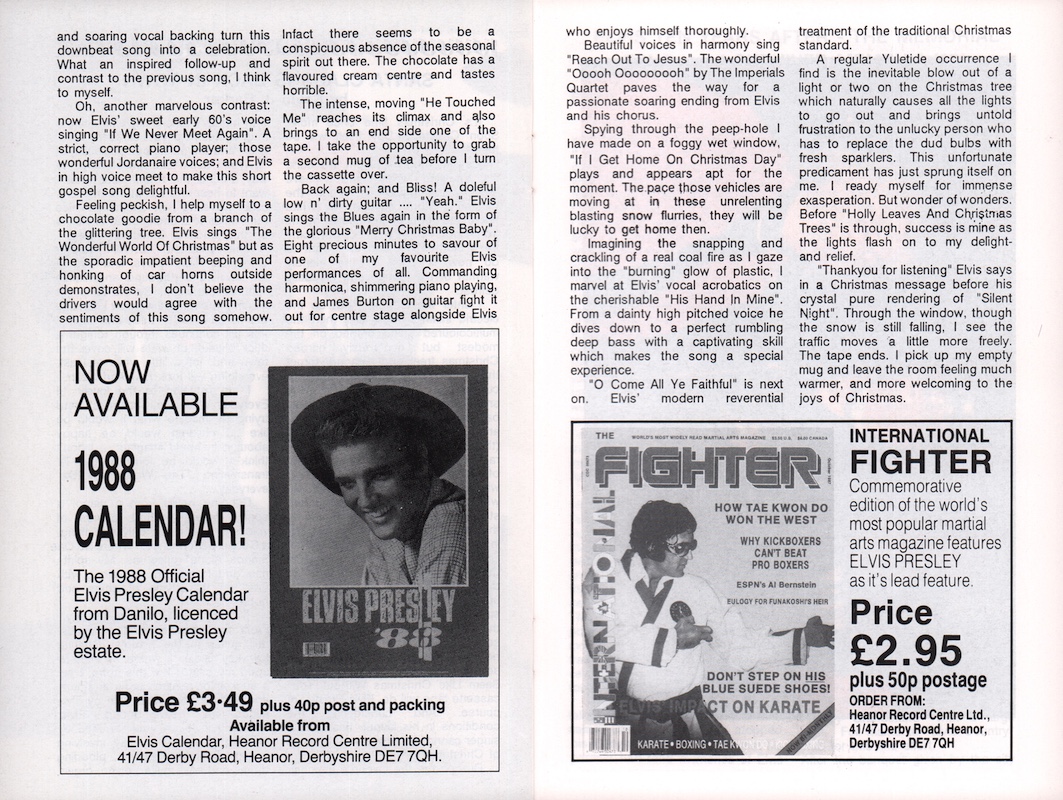 and soaring vocal backing turn this
downbeat song into a celebration.
What an inspired follow-up and
contrast to the previous song, I think
to myself.
Oh, another marvelous contrast:
now Elvis' sweet early 60's voice
singing "If We Never Meet Again". A
strict, correct piano player; those
wonderful Jordanaire voices; and Elvis
in high voice meet to make this short
gospel song delightful.
Feeling peckish, I help myself to a
chocolate goodie from a branch of
the glittering tree. Elvis sings "The
Wonderful World Of Christmas" but as
the sporadic impatient beeping and
honking of car horns outside
demonstrates, I don't believe the
drivers would agree with the
sentiments of this song somehow.
Infact there seems to be a
conspicuous absence of the seasonal
spirit out there. The chocolate has a
flavoured cream centre and tastes
horrible.
The intense, moving "He Touched
Me" reaches its climax and also
brings to an end side one of the
tape. I take the opportunity to grab
a second mug of tea before I turn
the cassette over.
Back again; and Bliss! A doleful
low n' dirty guitar .... "Yeah." Elvis
sings the Blues again in the form of
the glorious "Merry Christmas Baby".
Eight precious minutes to savour of
one of my favourite Elvis
performances of all. Commanding
harmonica, shimmering piano playing,
and James Burton on guitar fight it
out for centre stage alongside Elvis
NOW
AVAILABLE
1988
CALENDAR!
The 1988 Official
Elvis Presley Calendar
from Danilo, licenced
by the Elvis Presley
estate.
ELVIS PRESLEY
'88
Price £3·49 plus 40p post and packing
Available from
Elvis Calendar, Heanor Record Centre Limited,
41/47 Derby Road, Heanor, Derbyshire DE7 7QH.
who enjoys himself thoroughly.
Beautiful voices in harmony sing
"Reach Out To Jesus". The wonderful
"Ooooh Ooooooooh" by The Imperials
Quartet paves the way for a
passionate soaring ending from Elvis
and his chorus.
Spying through the peep-hole I
have made on a foggy wet window,
"If I Get Home On Christmas Day"
plays and appears apt for the
moment. The pace those vehicles are
moving at in these unrelenting
blasting snow flurries, they will be
lucky to get home then.
Imagining the snapping and
crackling of a real coal fire as I gaze
into the "burning" glow of plastic, I
marvel at Elvis' vocal acrobatics on
the cherishable "His Hand In Mine".
From a dainty high pitched voice he
dives down to a perfect rumbling
deep bass with a captivating skill
which makes the song a special
experience.
"O Come All Ye Faithful" is next
on. Elvis' modern reverential
treatment of the traditional Christmas
standard.
A regular Yuletide occurrence I
find is the inevitable blow out of a
light or two on the Christmas tree
which naturally causes all the lights
to go out and brings untold
frustration to the unlucky person who
has to replace the dud bulbs with
fresh sparklers. This unfortunate
predicament has just sprung itself on
me. I ready myself for immense
exasperation. But wonder of wonders.
Before "Holly Leaves And Christmas
Trees" is through, success is mine as
the lights flash on to my delight-
and relief.
"Thankyou for listening" Elvis says
in a Christmas message before his
crystal pure rendering of "Silent
Night". Through the window, though
the snow is still falling, I see the
traffic moves a little more freely.
The tape ends. I pick up my empty
mug and leave the room feeling much
warmer, and more welcoming to the
joys of Christmas.
THE
WORLD'S MOST WIDELY READ MARTIAL ARTS MAGAZINE
FIGHTER
INTERNATIONAL
HOW TAE KWON DO
WON THE WEST
WHY KICKBOXERS
CAN'T BEAT
PRO BOXERS
ESPN's Al Bernstein
EULOGY FOR FUNAKOSHI'S HEIR
DON'T STEP ON HIS
BLUE SUEDE SHOES!
ELVIS IMPACT ON KARATE
KARATE • BOXING • TAE KWON DO
INTERNATIONAL
FIGHTER
Commemorative
edition of the world's
most popular martial
arts magazine features
ELVIS PRESLEY
as it's lead feature.
Price
£2.95
plus 50p postage
ORDER FROM:
Heanor Record Centre Ltd.,
41/47 Derby Road, Heanor,
Derbyshire DE7 7QH